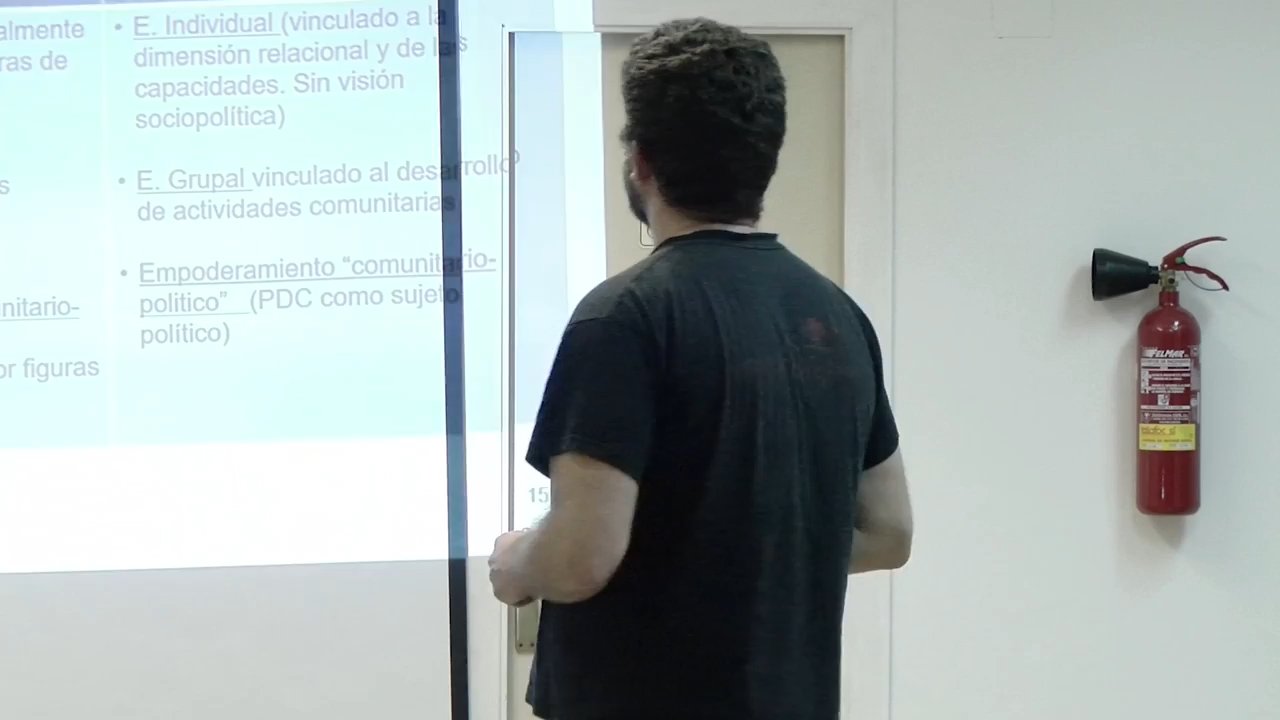 almente
ras de
s
nitario-
or figuras
• E. Individual (vinculado a la
dimensión relacional y de las
capacidades. Sin visión
sociopolítica)
• E. Grupal vinculado al desarrollo
de actividades comunitarias
• Empoderamiento “comunitario-
politico” (PDC como sujeto
político)
15